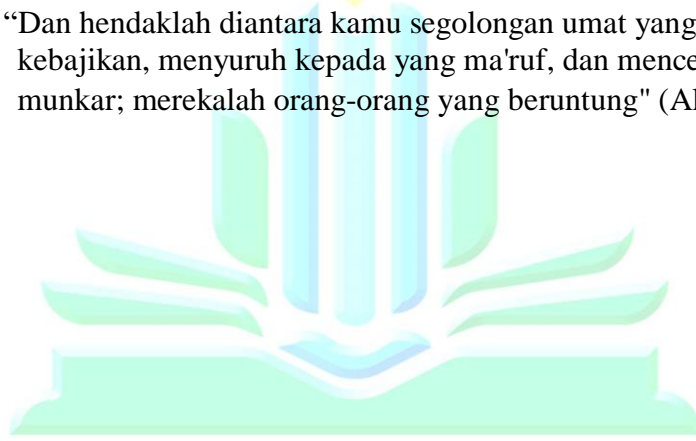 “Dan hendaklah diantara kamu segolongan umat yang
kebajikan, menyuruh kepada yang ma'ruf, dan mence
munkar; merekalah orang-orang yang beruntung" (Al